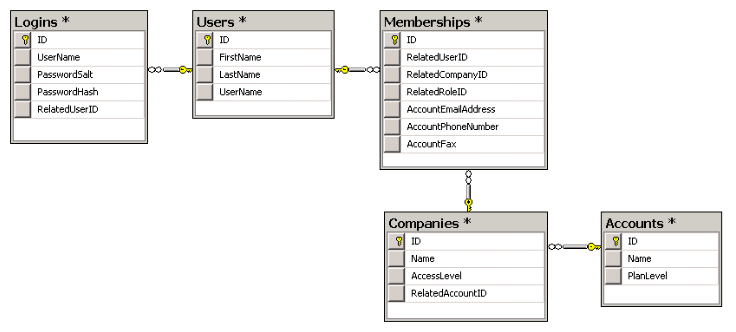 Logins *
ID
UserName
PasswordSalt
PasswordHash
RelatedUserID
Users *
ID
FirstName
LastName
UserName
Memberships *
ID
RelatedUserID
RelatedCompanyID
RelatedRoleID
AccountEmailAddress
AccountPhoneNumber
AccountFax
Companies *
ID
Name
AccessLevel
RelatedAccountID
Accounts *
ID
Name
PlanLevel